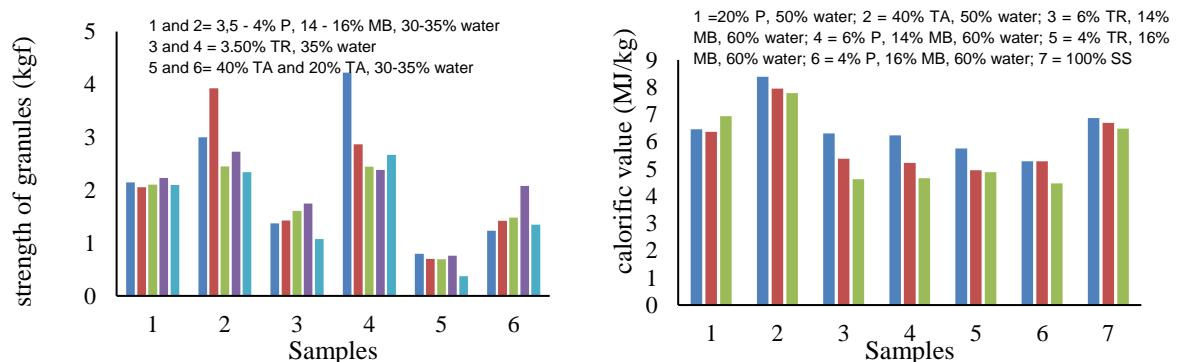 1 and 2= 3,5 - 4% P, 14 - 16% MB, 30-35% water
3 and 4 = 3.50% TR, 35% water
5 and 6= 40% TA and 20% TA, 30-35% water
strength of granules (kgf)
5
4
3
2
1
0
1 2 3 4 5 6
Samples
1 =20% P, 50% water; 2 = 40% TA, 50% water; 3 = 6% TR, 14%
MB, 60% water; 4 = 6% P, 14% MB, 60% water; 5 = 4% TR, 16%
MB, 60% water; 6 = 4% P, 16% MB, 60% water; 7 = 100% SS
calorific value (MJ/kg)
9
8
7
6
5
4
3
2
1
0
1 2 3 4 5 6 7
Samples